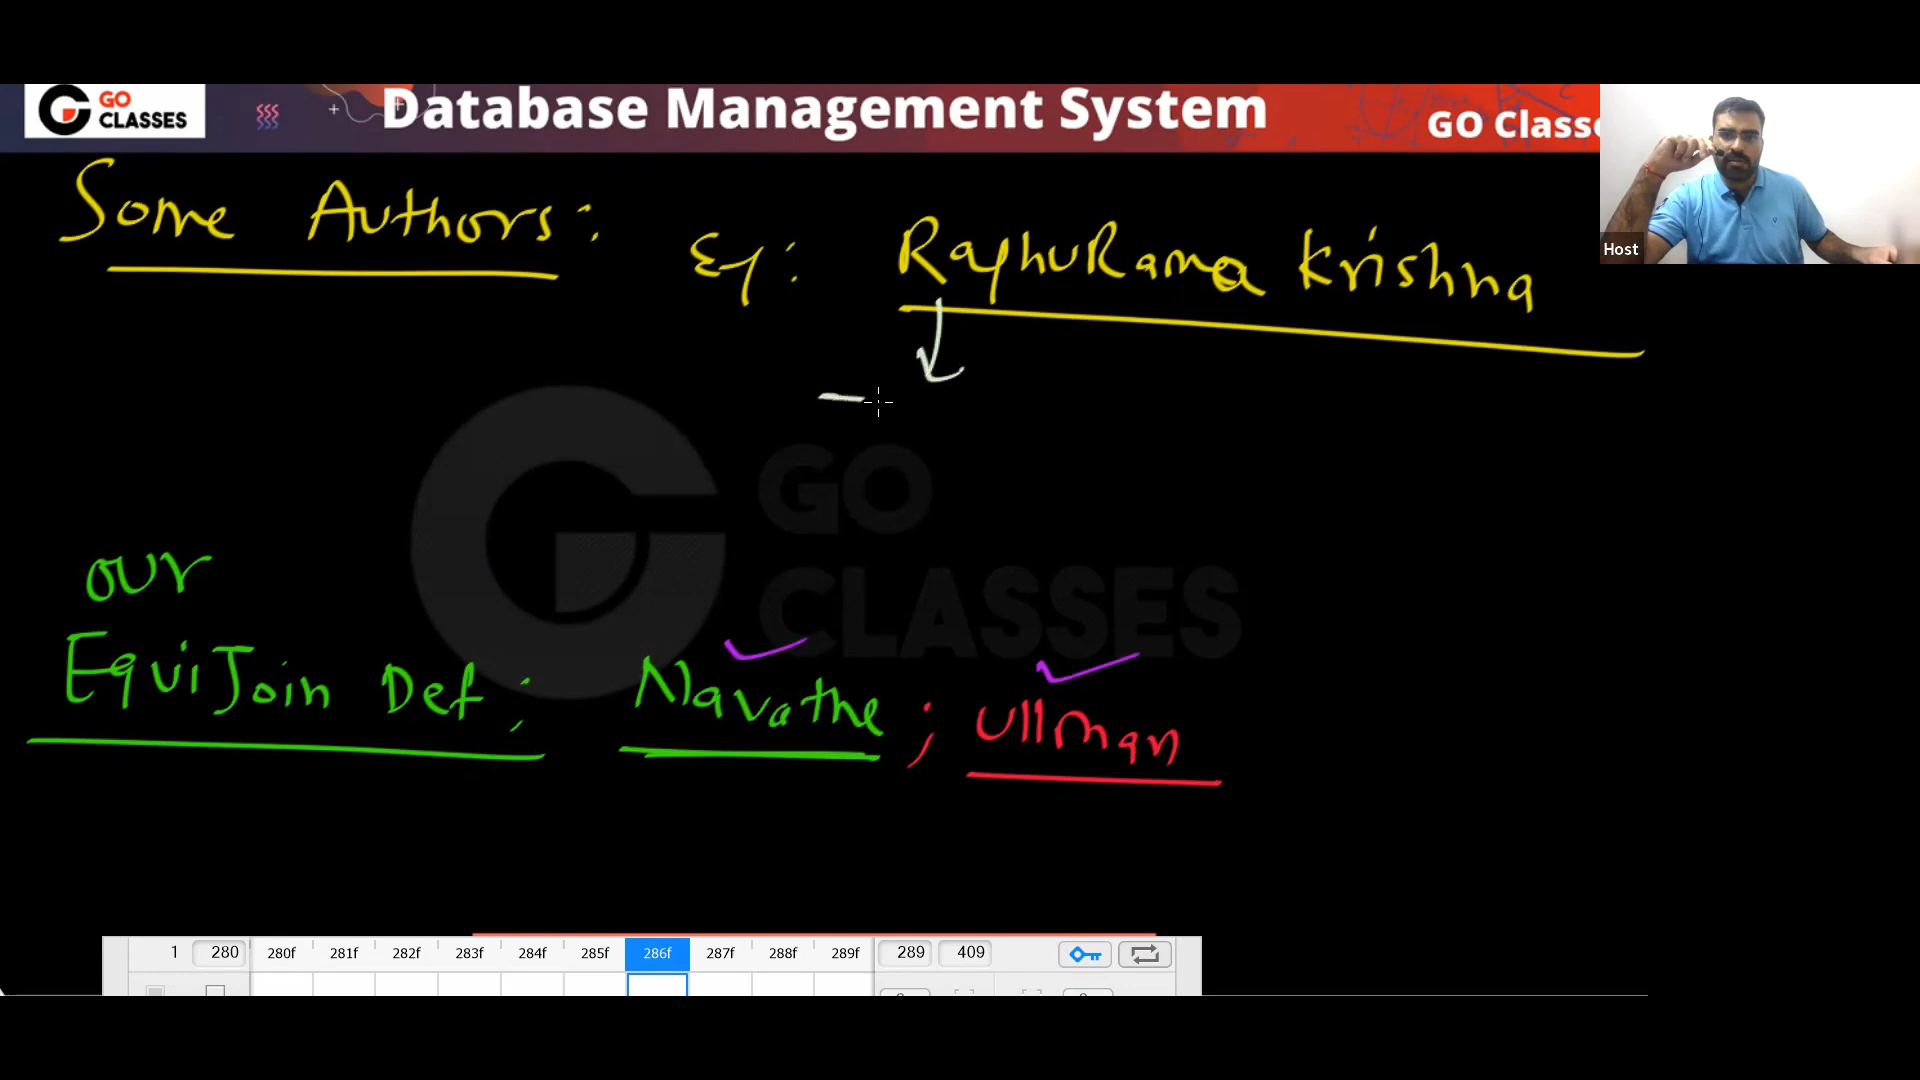 GO
CLASSES
Database Management System
GO Classe
Host
Some Authors: Eg: RaghuRama Krishna
GO
CLASSES
our
EquiJoin Def: Navathe ; Ullman
1 280 280f 281f 282f 283f 284f 285f 286f 287f 288f 289f 289 409